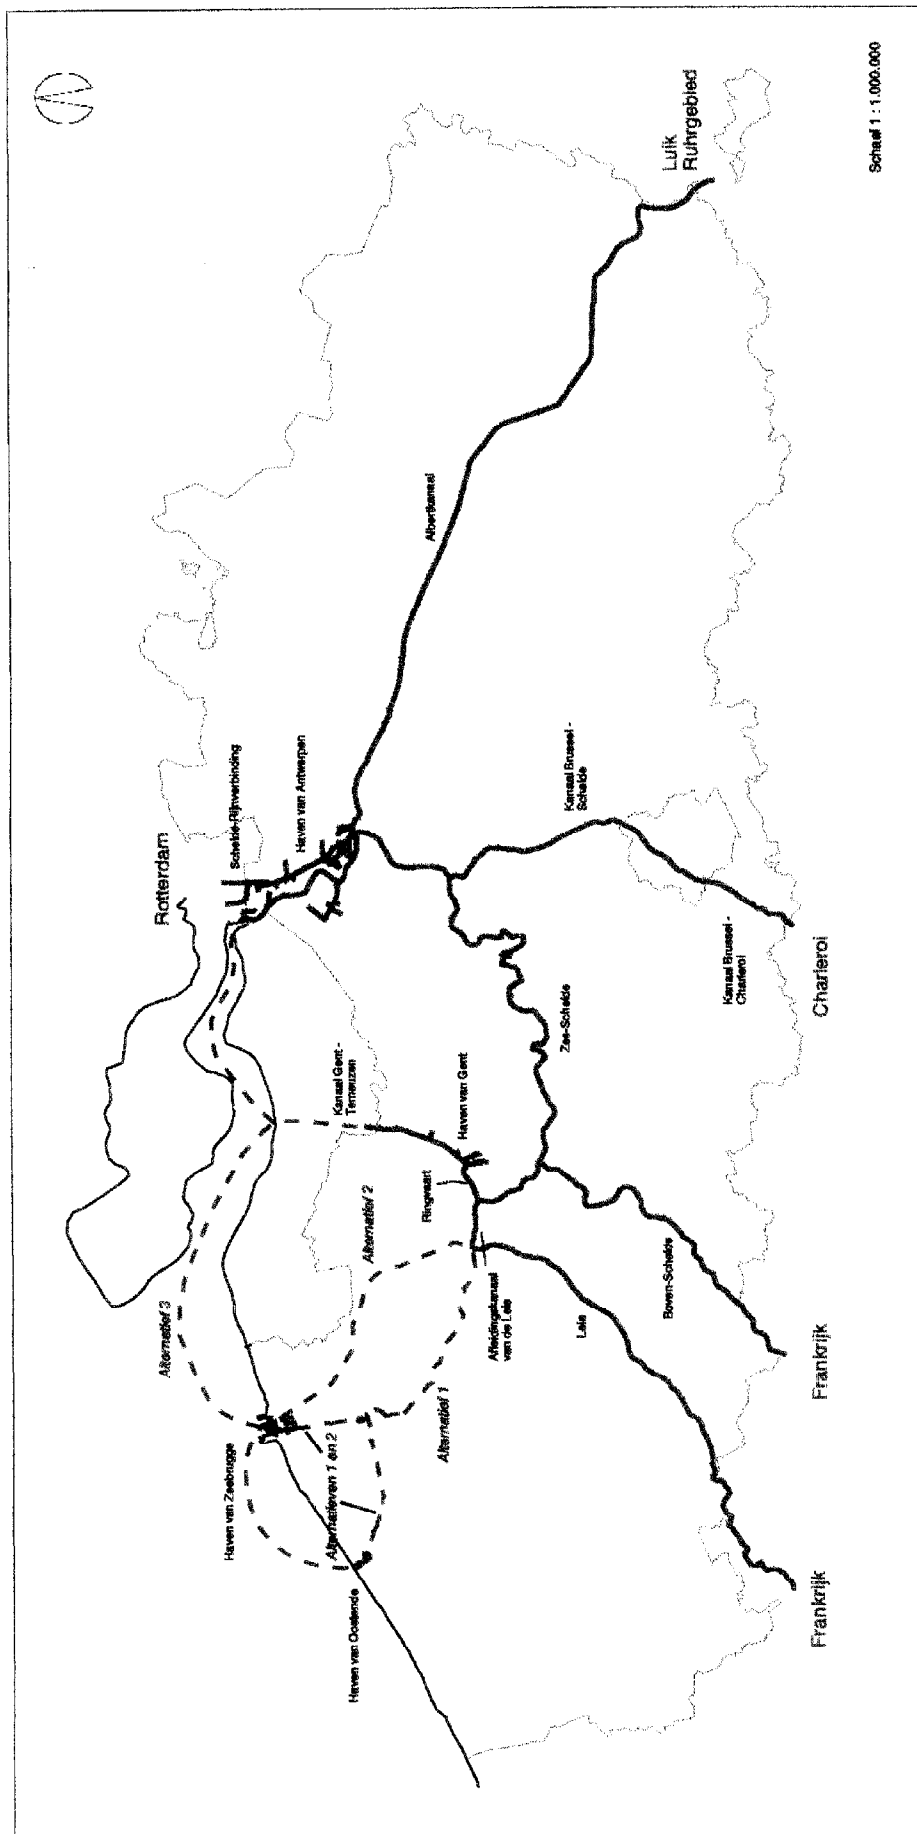 Rotterdam
Alternatief 3
Haven van Zeebrugge
Schelde-Rijnverbinding
Haven van Antwerpen
Alternatieven 1 en 2
Kanaal Gent -
Terneuzen
Haven van Oostende
Alternatief 2
Ringvaart
Albertkanaal
Alternatief 1
Haven van Gent
Afleidingskanaal
van de Leie
Zee-Schelde
Kanaal Brussel -
Schelde
Leie
Boven-Schelde
Luik
Ruhrgebied
Kanaal Brussel -
Charleroi
Frankrijk
Frankrijk
Charleroi
Schaal 1 : 1.000.000